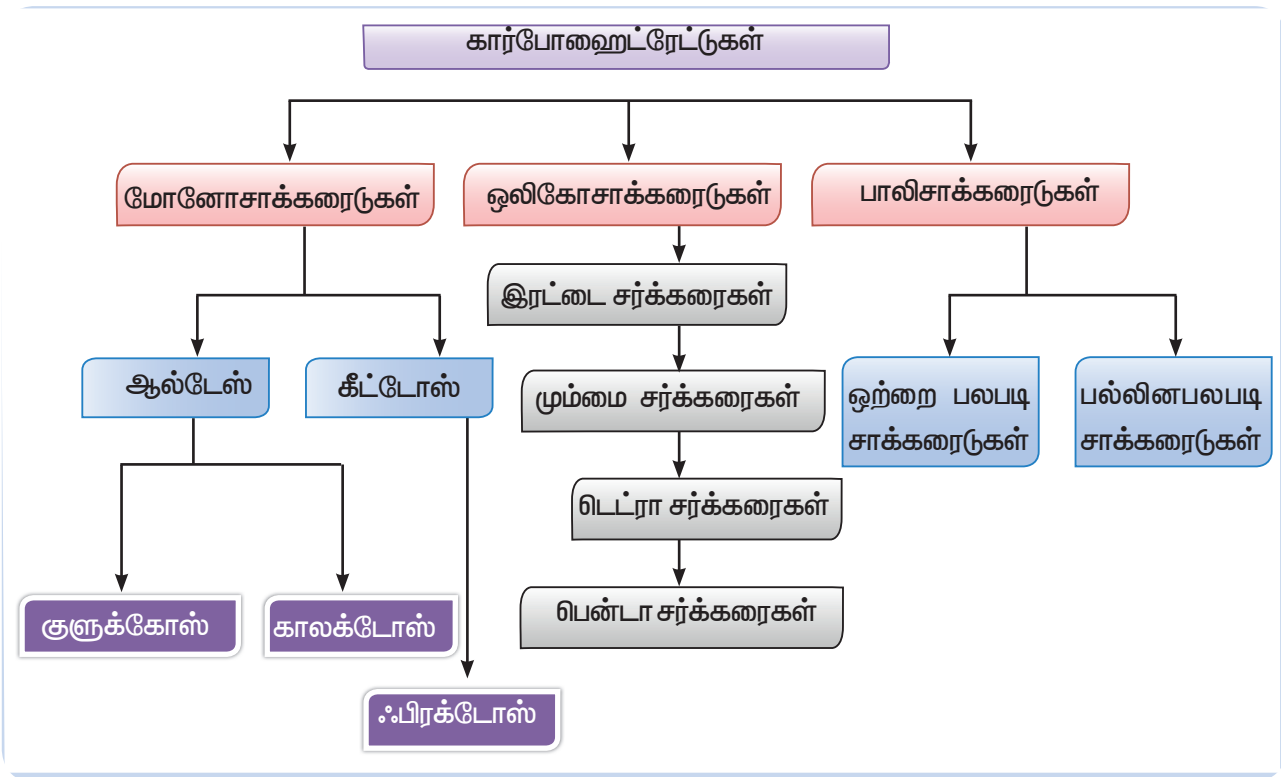 கார்போஹைட்ரேட்டுகள்
மோனோசாக்கரைடுகள்
ஒலிகோசாக்கரைடுகள்
பாலிசாக்கரைடுகள்
இரட்டை சர்க்கரைகள்
ஆல்டேஸ்
கீட்டோஸ்
மும்மை சர்க்கரைகள்
ஒற்றை பலபடி
சாக்கரைடுகள்
பல்லினபலபடி
சாக்கரைடுகள்
டெட்ரா சர்க்கரைகள்
பென்டா சர்க்கரைகள்
குளுக்கோஸ்
காலக்டோஸ்
ஃபிரக்டோஸ்